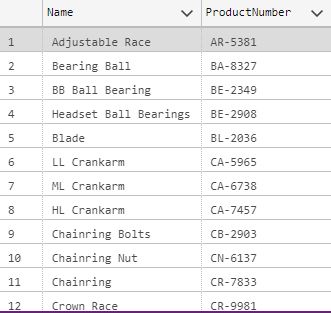 Name ProductNumber
1 Adjustable Race AR-5381
2 Bearing Ball BA-8327
3 BB Ball Bearing BE-2349
4 Headset Ball Bearings BE-2908
5 Blade BL-2036
6 LL Crankarm CA-5965
7 ML Crankarm CA-6738
8 HL Crankarm CA-7457
9 Chainring Bolts CB-2903
10 Chainring Nut CN-6137
11 Chainring CR-7833
12 Crown Race CR-9981